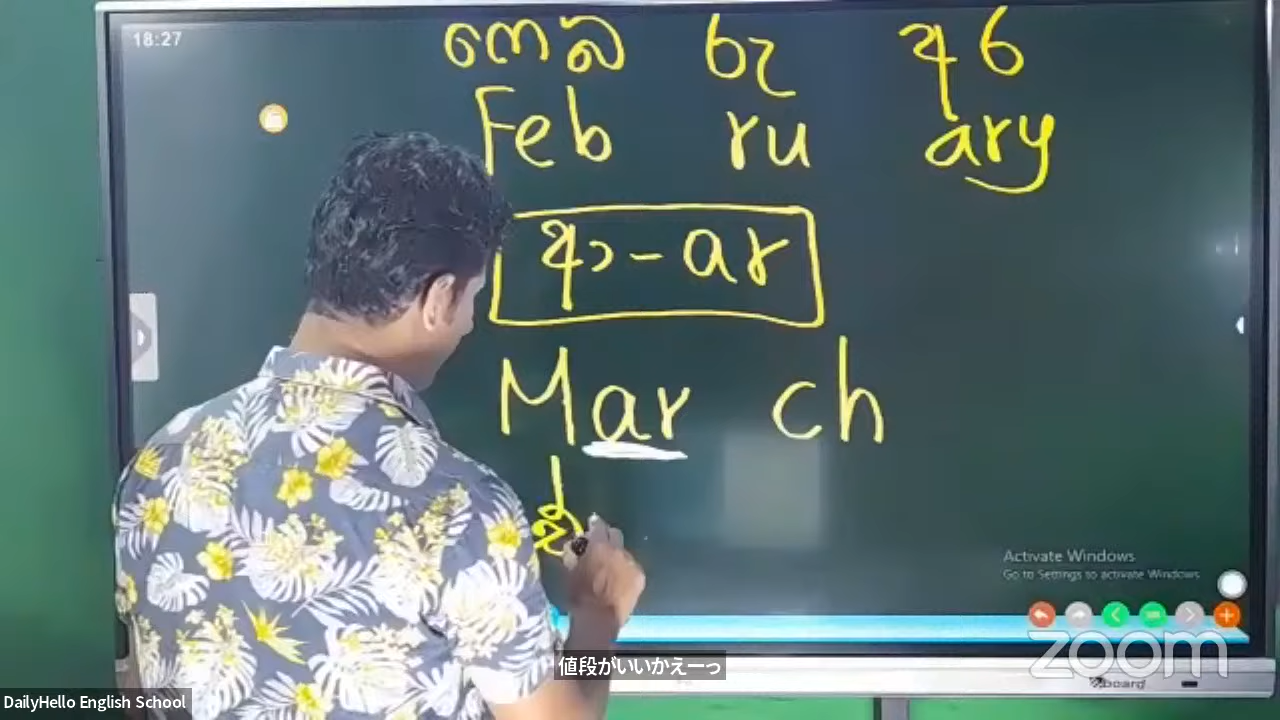 18:27
Feb ru ary
ආ - ar
Mar ch
Activate Windows
Go to Settings to activate Windows
zoom
値段がいいかえーっ
DailyHello English School